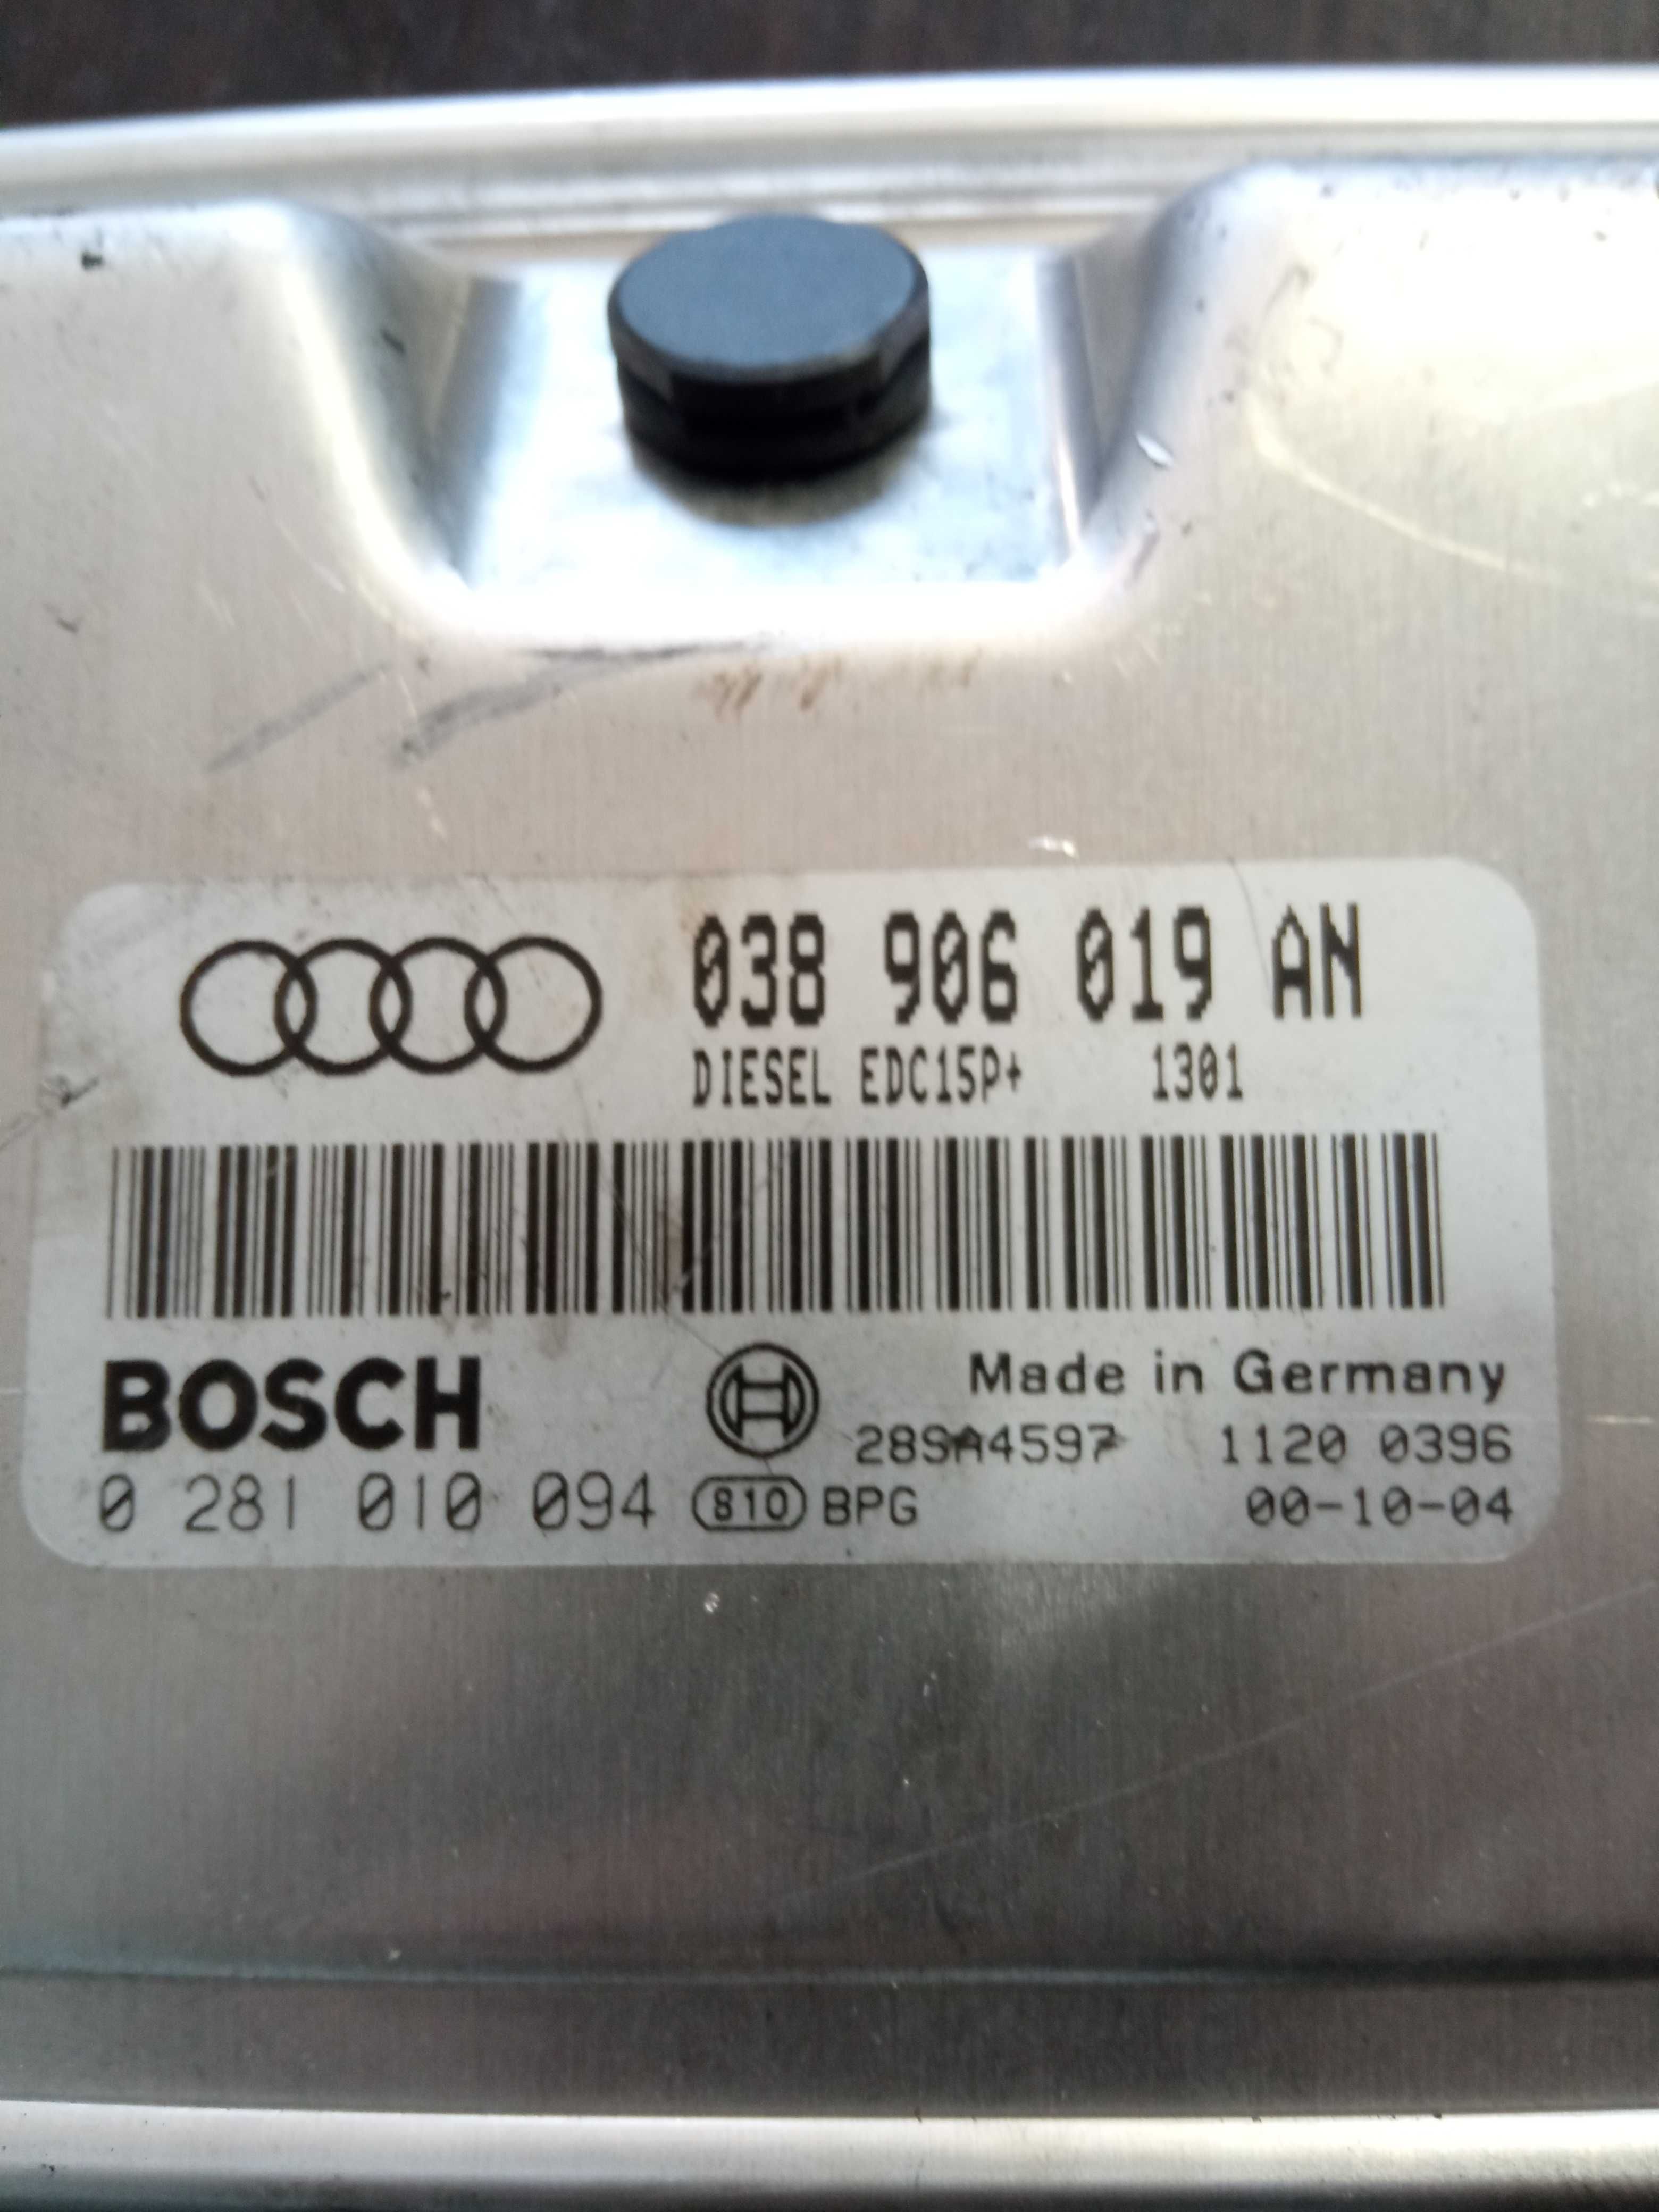 038 906 019 AN
DIESEL EDC15P+ 1301
BOSCH
Made in Germany
28SA4597 1120 0396
0 281 010 094 810 BPG 00-10-04